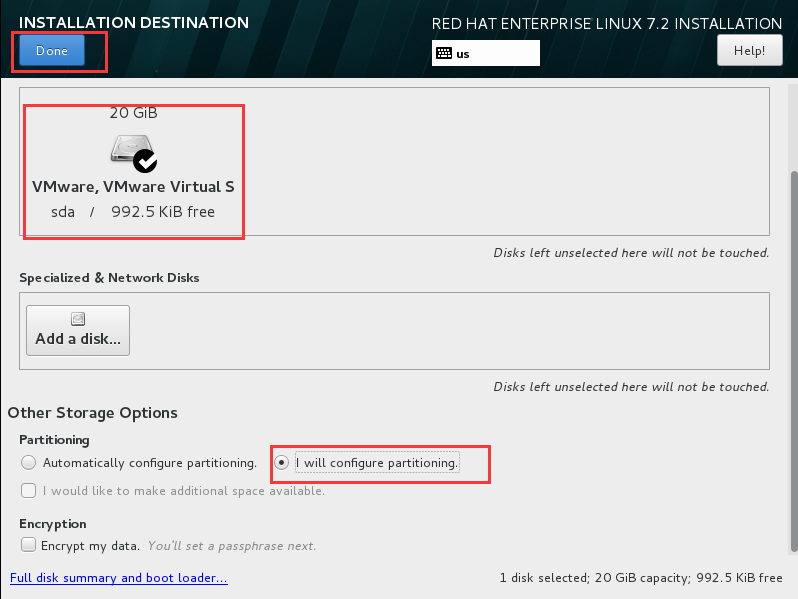 INSTALLATION DESTINATION
RED HAT ENTERPRISE LINUX 7.2 INSTALLATION
Done
us
Help!
20 GiB
VMware, VMware Virtual S
sda / 992.5 KiB free
Disks left unselected here will not be touched.
Specialized & Network Disks
Add a disk...
Disks left unselected here will not be touched.
Other Storage Options
Partitioning
Automatically configure partitioning. I will configure partitioning.
I would like to make additional space available.
Encryption
Encrypt my data. You'll set a passphrase next.
Full disk summary and boot loader... 1 disk selected; 20 GiB capacity; 992.5 KiB free